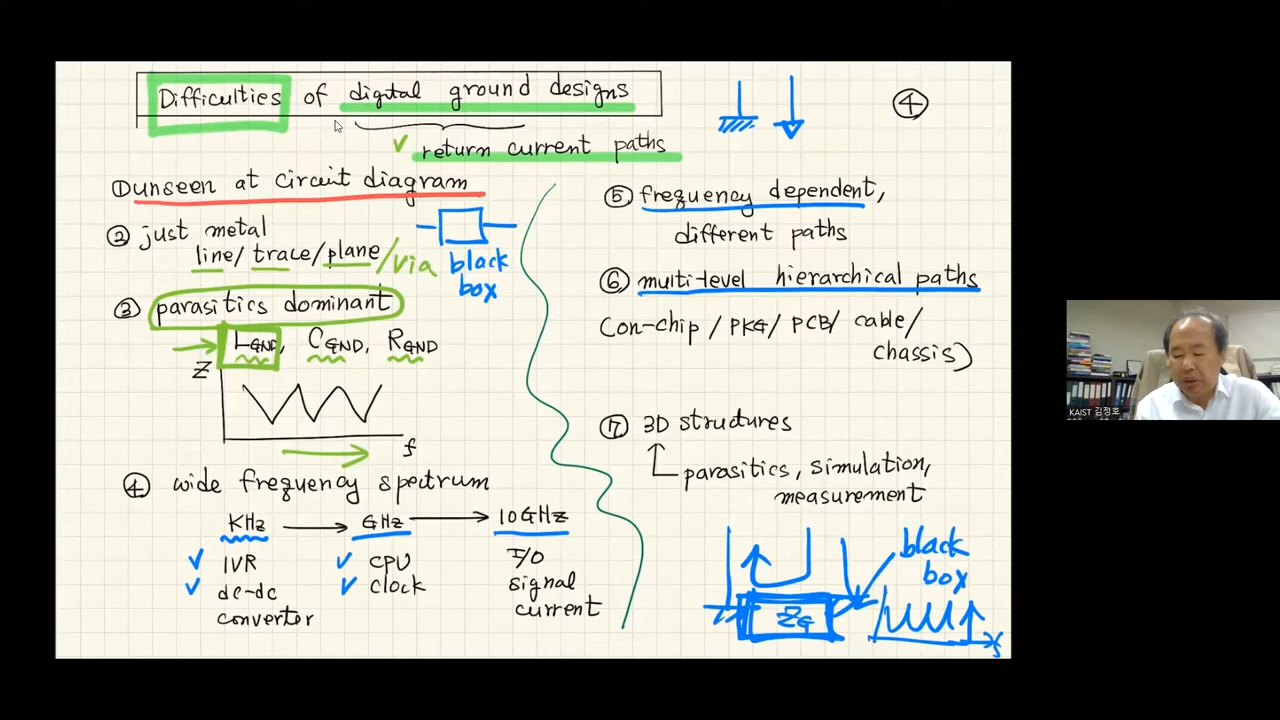 Difficulties of digital ground designs
④
✓ return current paths
① unseen at circuit diagram
② just metal
line/trace/plane/via
black
box
③ parasitics dominant
LGND, CGND, RGND
Z
f
④ wide frequency spectrum
KHz → GHz → 10GHz
✓ IVR ✓ CPU I/O
✓ dc-dc ✓ clock signal
converter current
⑤ frequency dependent,
different paths
⑥ multi-level hierarchical paths
(on-chip / PKG / PCB / cable /
chassis)
⑦ 3D structures
parasitics, simulation,
measurement
black
box
ZG
f
KAIST 김정호